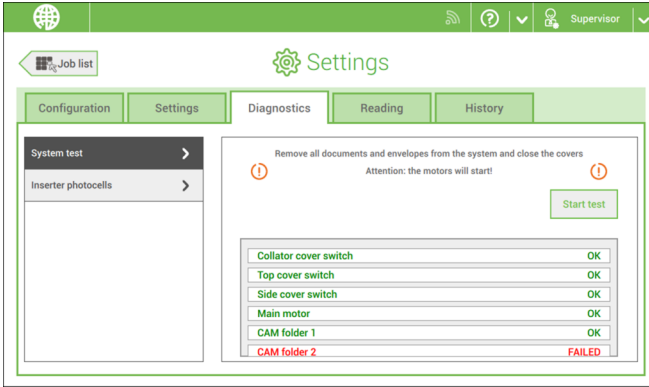 Supervisor
Job list
Settings
Configuration
Settings
Diagnostics
Reading
History
System test
Inserter photocells
Remove all documents and envelopes from the system and close the covers
Attention: the motors will start!
Start test
Collator cover switch OK
Top cover switch OK
Side cover switch OK
Main motor OK
CAM folder 1 OK
CAM folder 2 FAILED